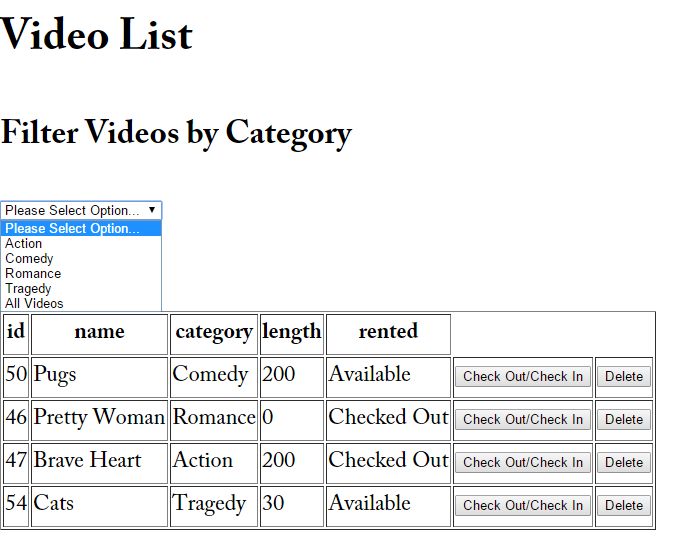 Video List
Filter Videos by Category
Please Select Option...
Please Select Option...
Action
Comedy
Romance
Tragedy
All Videos
id name category length rented
50 Pugs Comedy 200 Available Check Out/Check In Delete
46 Pretty Woman Romance 0 Checked Out Check Out/Check In Delete
47 Brave Heart Action 200 Checked Out Check Out/Check In Delete
54 Cats Tragedy 30 Available Check Out/Check In Delete